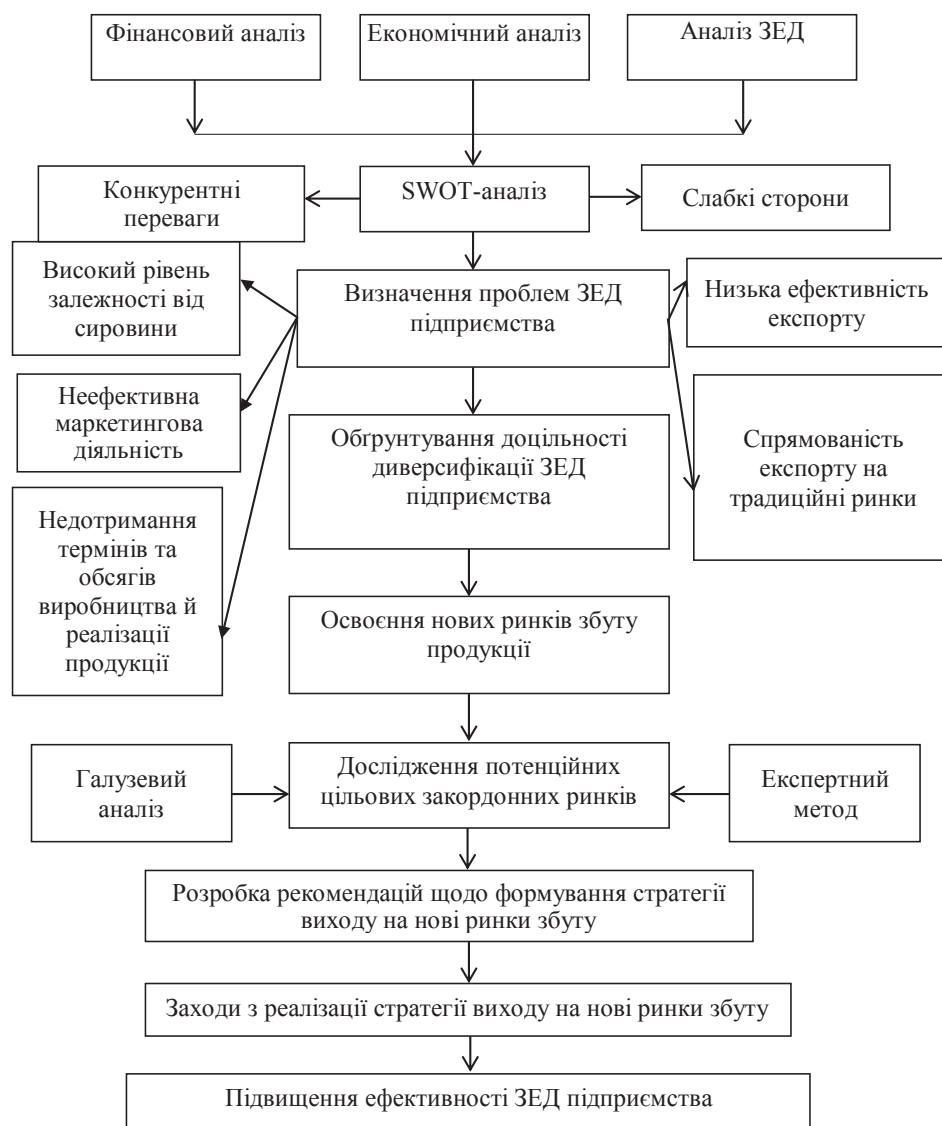 Фінансовий аналіз
Економічний аналіз
Аналіз ЗЕД
Конкурентні
переваги
SWOT-аналіз
Слабкі сторони
Високий рівень
залежності від
сировини
Визначення проблем ЗЕД
підприємства
Низька ефективність
експорту
Неефективна
маркетингова
діяльність
Обґрунтування доцільності
диверсифікації ЗЕД
підприємства
Спрямованість
експорту на
традиційні ринки
Недотримання
термінів та
обсягів
виробництва й
реалізації
продукції
Освоєння нових ринків збуту
продукції
Галузевий
аналіз
Дослідження потенційних
цільових закордонних ринків
Експертний
метод
Розробка рекомендацій щодо формування стратегії
виходу на нові ринки збуту
Заходи з реалізації стратегії виходу на нові ринки збуту
Підвищення ефективності ЗЕД підприємства